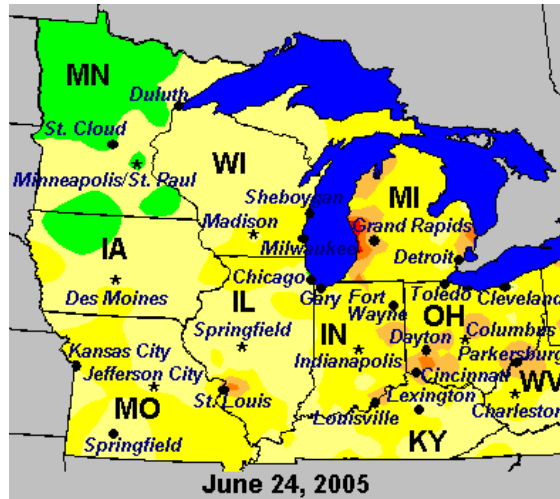 MN
Duluth
St. Cloud
WI
Minneapolis/St. Paul
Sheboygan
MI
Madison
Grand Rapids
Milwaukee
IA
Detroit
Chicago
Des Moines
IL
Gary
Fort
Toledo
Cleveland
Wayne
OH
Springfield
IN
Dayton
Columbus
Kansas City
Indianapolis
Parkersburg
Jefferson City
Cincinnati
WV
St. Louis
Lexington
MO
Louisville
Charleston
Springfield
KY
June 24, 2005